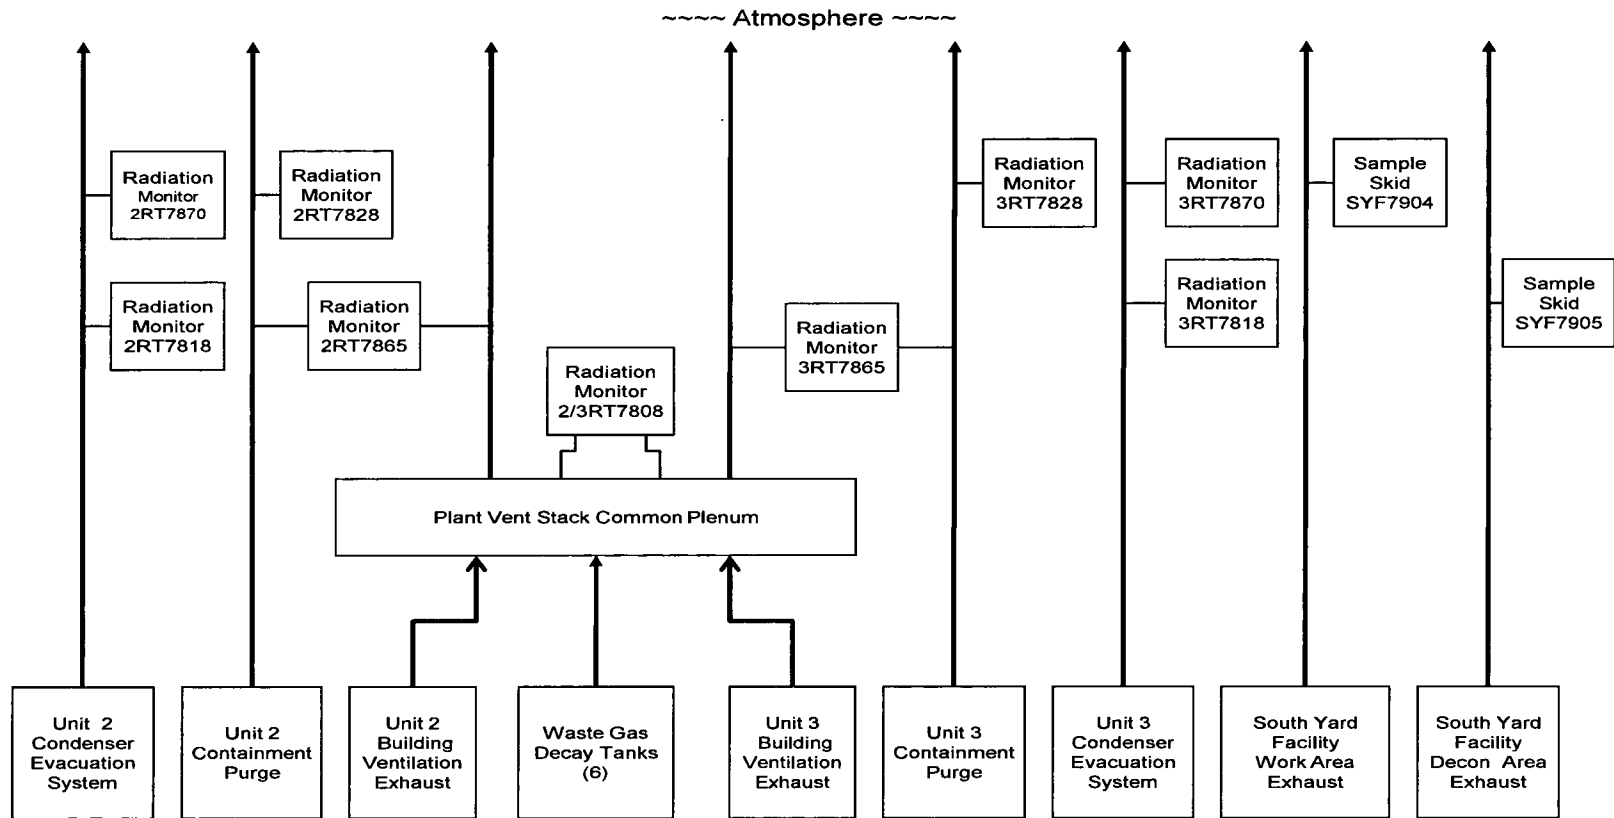 ~~~~ Atmosphere ~~~~
Radiation
Monitor
2RT7870
Radiation
Monitor
2RT7828
Radiation
Monitor
3RT7828
Radiation
Monitor
3RT7870
Sample
Skid
SYF7904
Radiation
Monitor
2RT7818
Radiation
Monitor
2RT7865
Radiation
Monitor
2/3RT7808
Radiation
Monitor
3RT7865
Radiation
Monitor
3RT7818
Sample
Skid
SYF7905
Plant Vent Stack Common Plenum
Unit 2
Condenser
Evacuation
System
Unit 2
Containment
Purge
Unit 2
Building
Ventilation
Exhaust
Waste Gas
Decay Tanks
(6)
Unit 3
Building
Ventilation
Exhaust
Unit 3
Containment
Purge
Unit 3
Condenser
Evacuation
System
South Yard
Facility
Work Area
Exhaust
South Yard
Facility
Decon Area
Exhaust